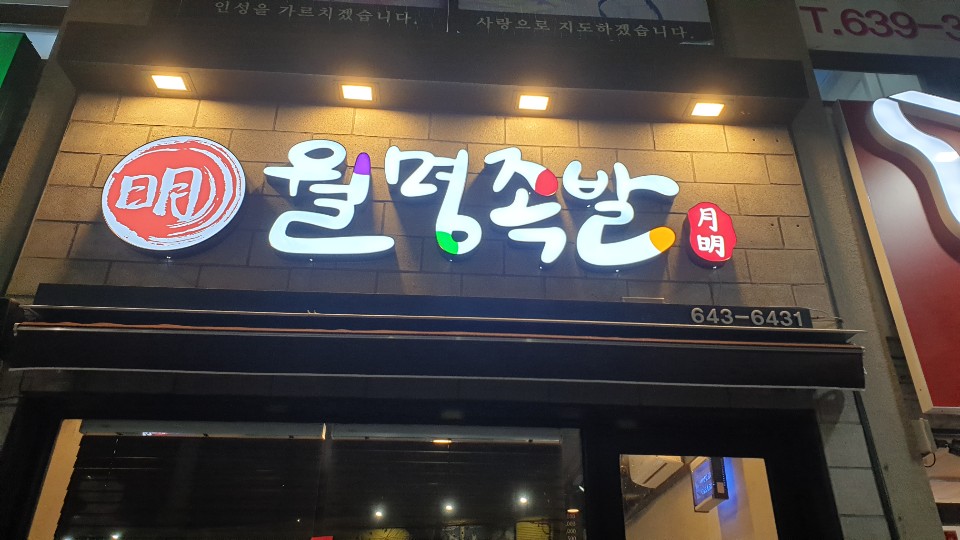 인성을 가르치겠습니다.
사랑으로 지도하겠습니다.
T.639-3
明
월명족발
月明
643-6431